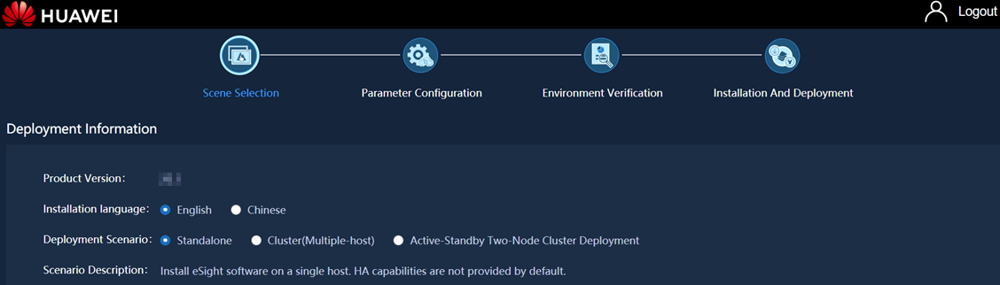 HUAWEI
Logout
Scene Selection
Parameter Configuration
Environment Verification
Installation And Deployment
Deployment Information
Product Version:
Installation language: English Chinese
Deployment Scenario: Standalone Cluster(Multiple-host) Active-Standby Two-Node Cluster Deployment
Scenario Description: Install eSight software on a single host. HA capabilities are not provided by default.